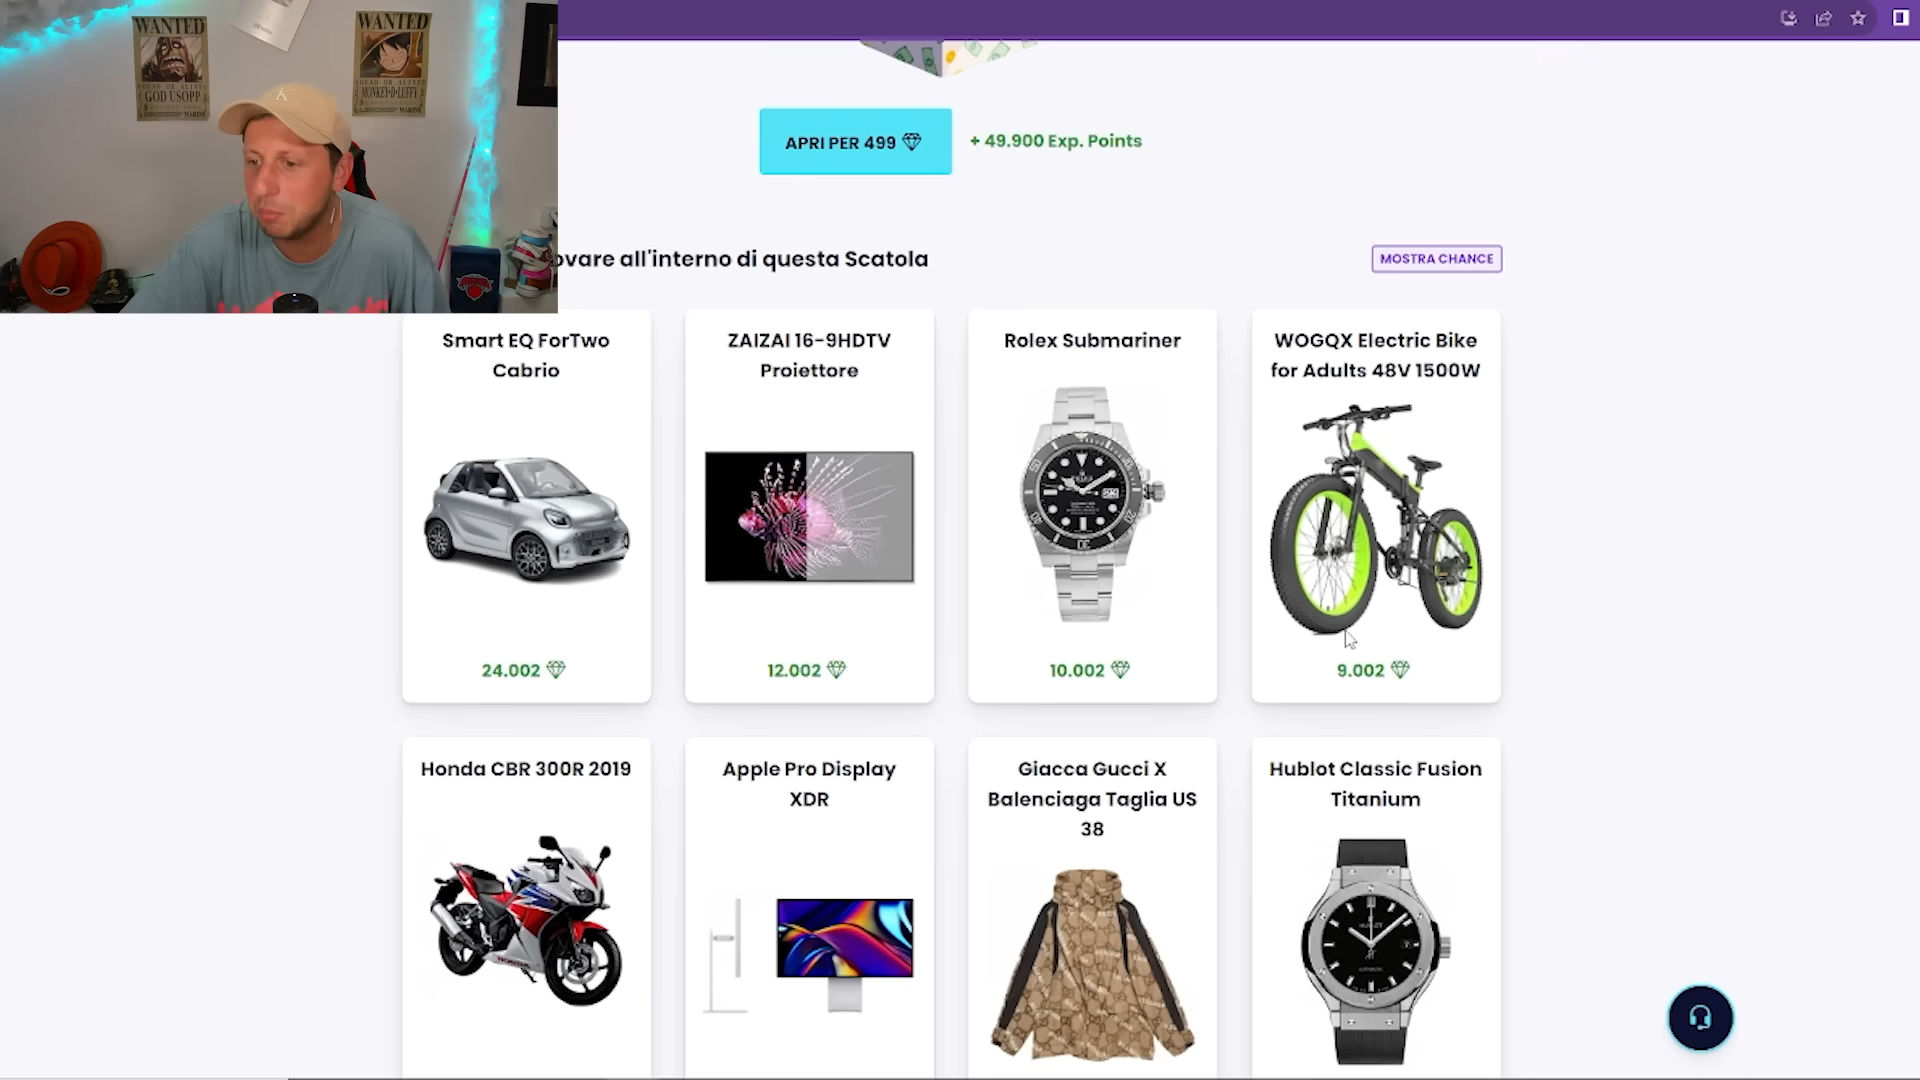 WANTED
DEAD OR ALIVE
GOD USOPP
MARINE
WANTED
DEAD OR ALIVE
MONKEY·D·LUFFY
MARINE
APRI PER 499
+ 49.900 Exp. Points
ovare all'interno di questa Scatola
MOSTRA CHANCE
Smart EQ ForTwo
Cabrio
24.002
ZAIZAI 16-9HDTV
Proiettore
12.002
Rolex Submariner
10.002
WOGQX Electric Bike
for Adults 48V 1500W
9.002
Honda CBR 300R 2019
HONDA
Apple Pro Display
XDR
Giacca Gucci X
Balenciaga Taglia US
38
Hublot Classic Fusion
Titanium
HUBLOT